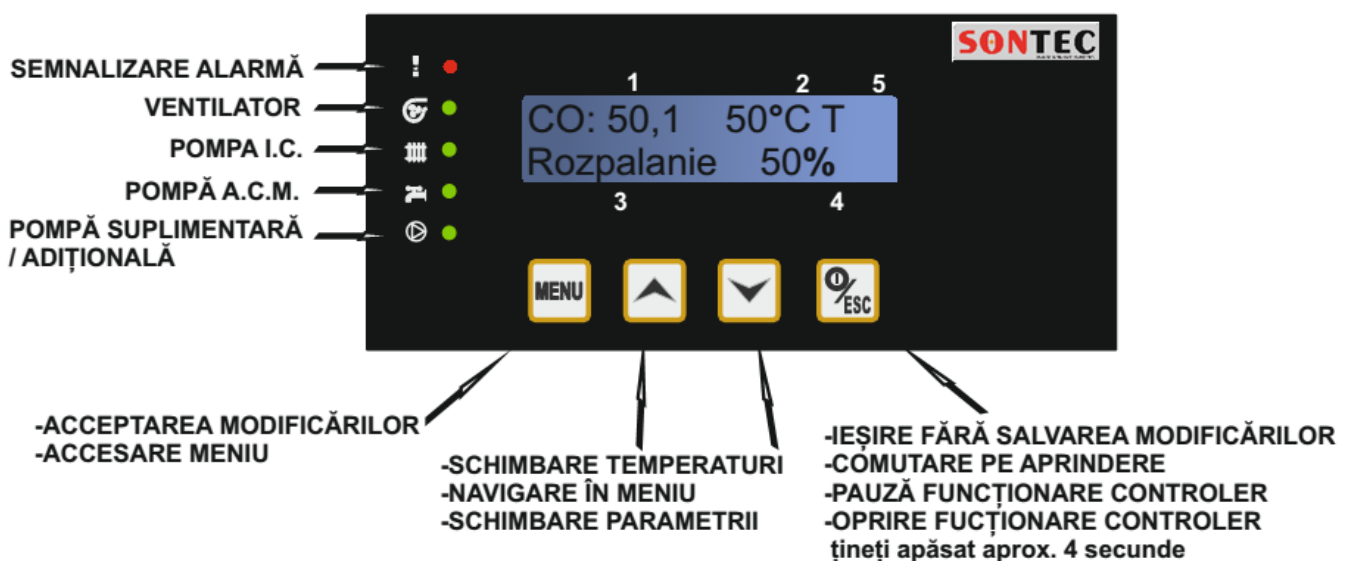 SONTEC
SEMNALIZARE ALARMĂ
VENTILATOR
POMPA I.C.
POMPĂ A.C.M.
POMPĂ SUPLIMENTARĂ
/ ADIȚIONALĂ
!
1 2 5
CO: 50,1 50°C T
Rozpalanie 50%
3 4
MENU
ESC
-ACCEPTAREA MODIFICĂRILOR
-ACCESARE MENIU
-SCHIMBARE TEMPERATURI
-NAVIGARE ÎN MENIU
-SCHIMBARE PARAMETRII
-IEȘIRE FĂRĂ SALVAREA MODIFICĂRILOR
-COMUTARE PE APRINDERE
-PAUZĂ FUNCȚIONARE CONTROLER
-OPRIRE FUCȚIONARE CONTROLER
țineți apăsat aprox. 4 secunde